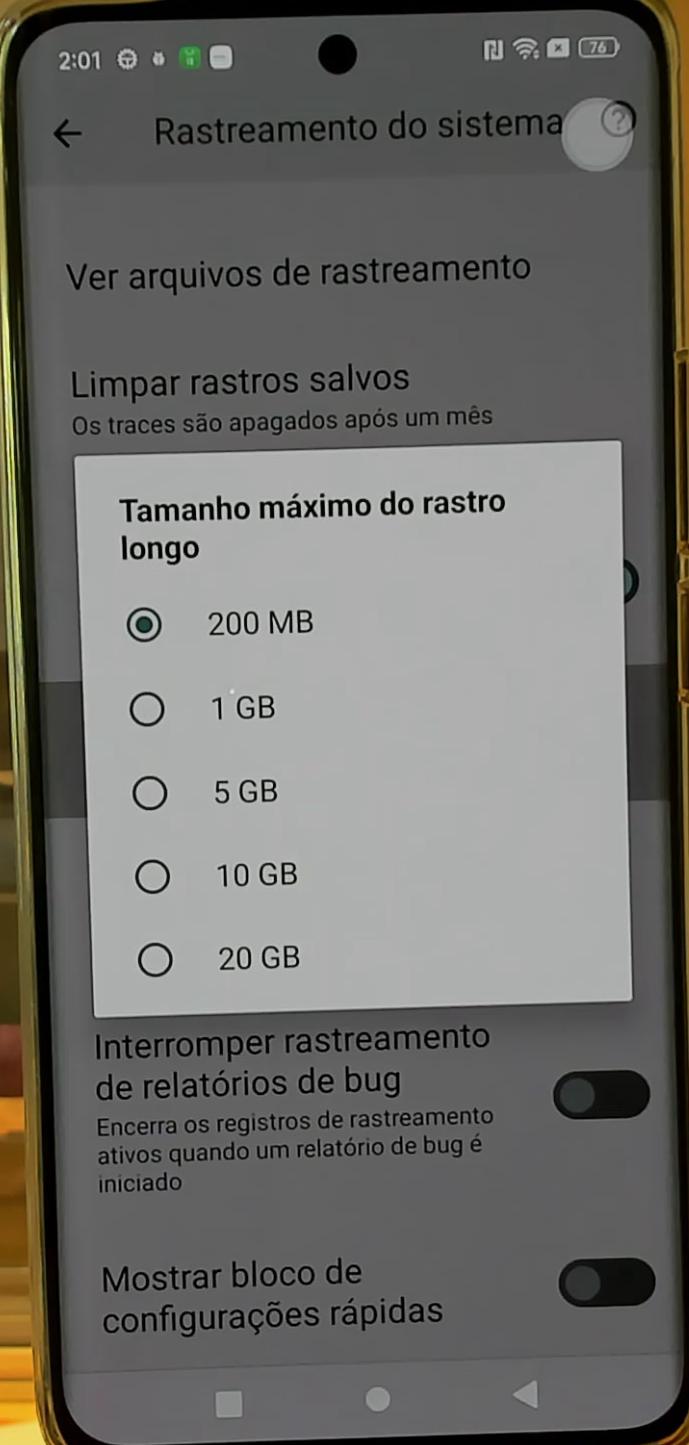 2:01
76
Rastreamento do sistema
?
Ver arquivos de rastreamento
Limpar rastros salvos
Os traces são apagados após um mês
Tamanho máximo do rastro
longo
200 MB
1 GB
5 GB
10 GB
20 GB
Interromper rastreamento
de relatórios de bug
Encerra os registros de rastreamento
ativos quando um relatório de bug é
iniciado
Mostrar bloco de
configurações rápidas